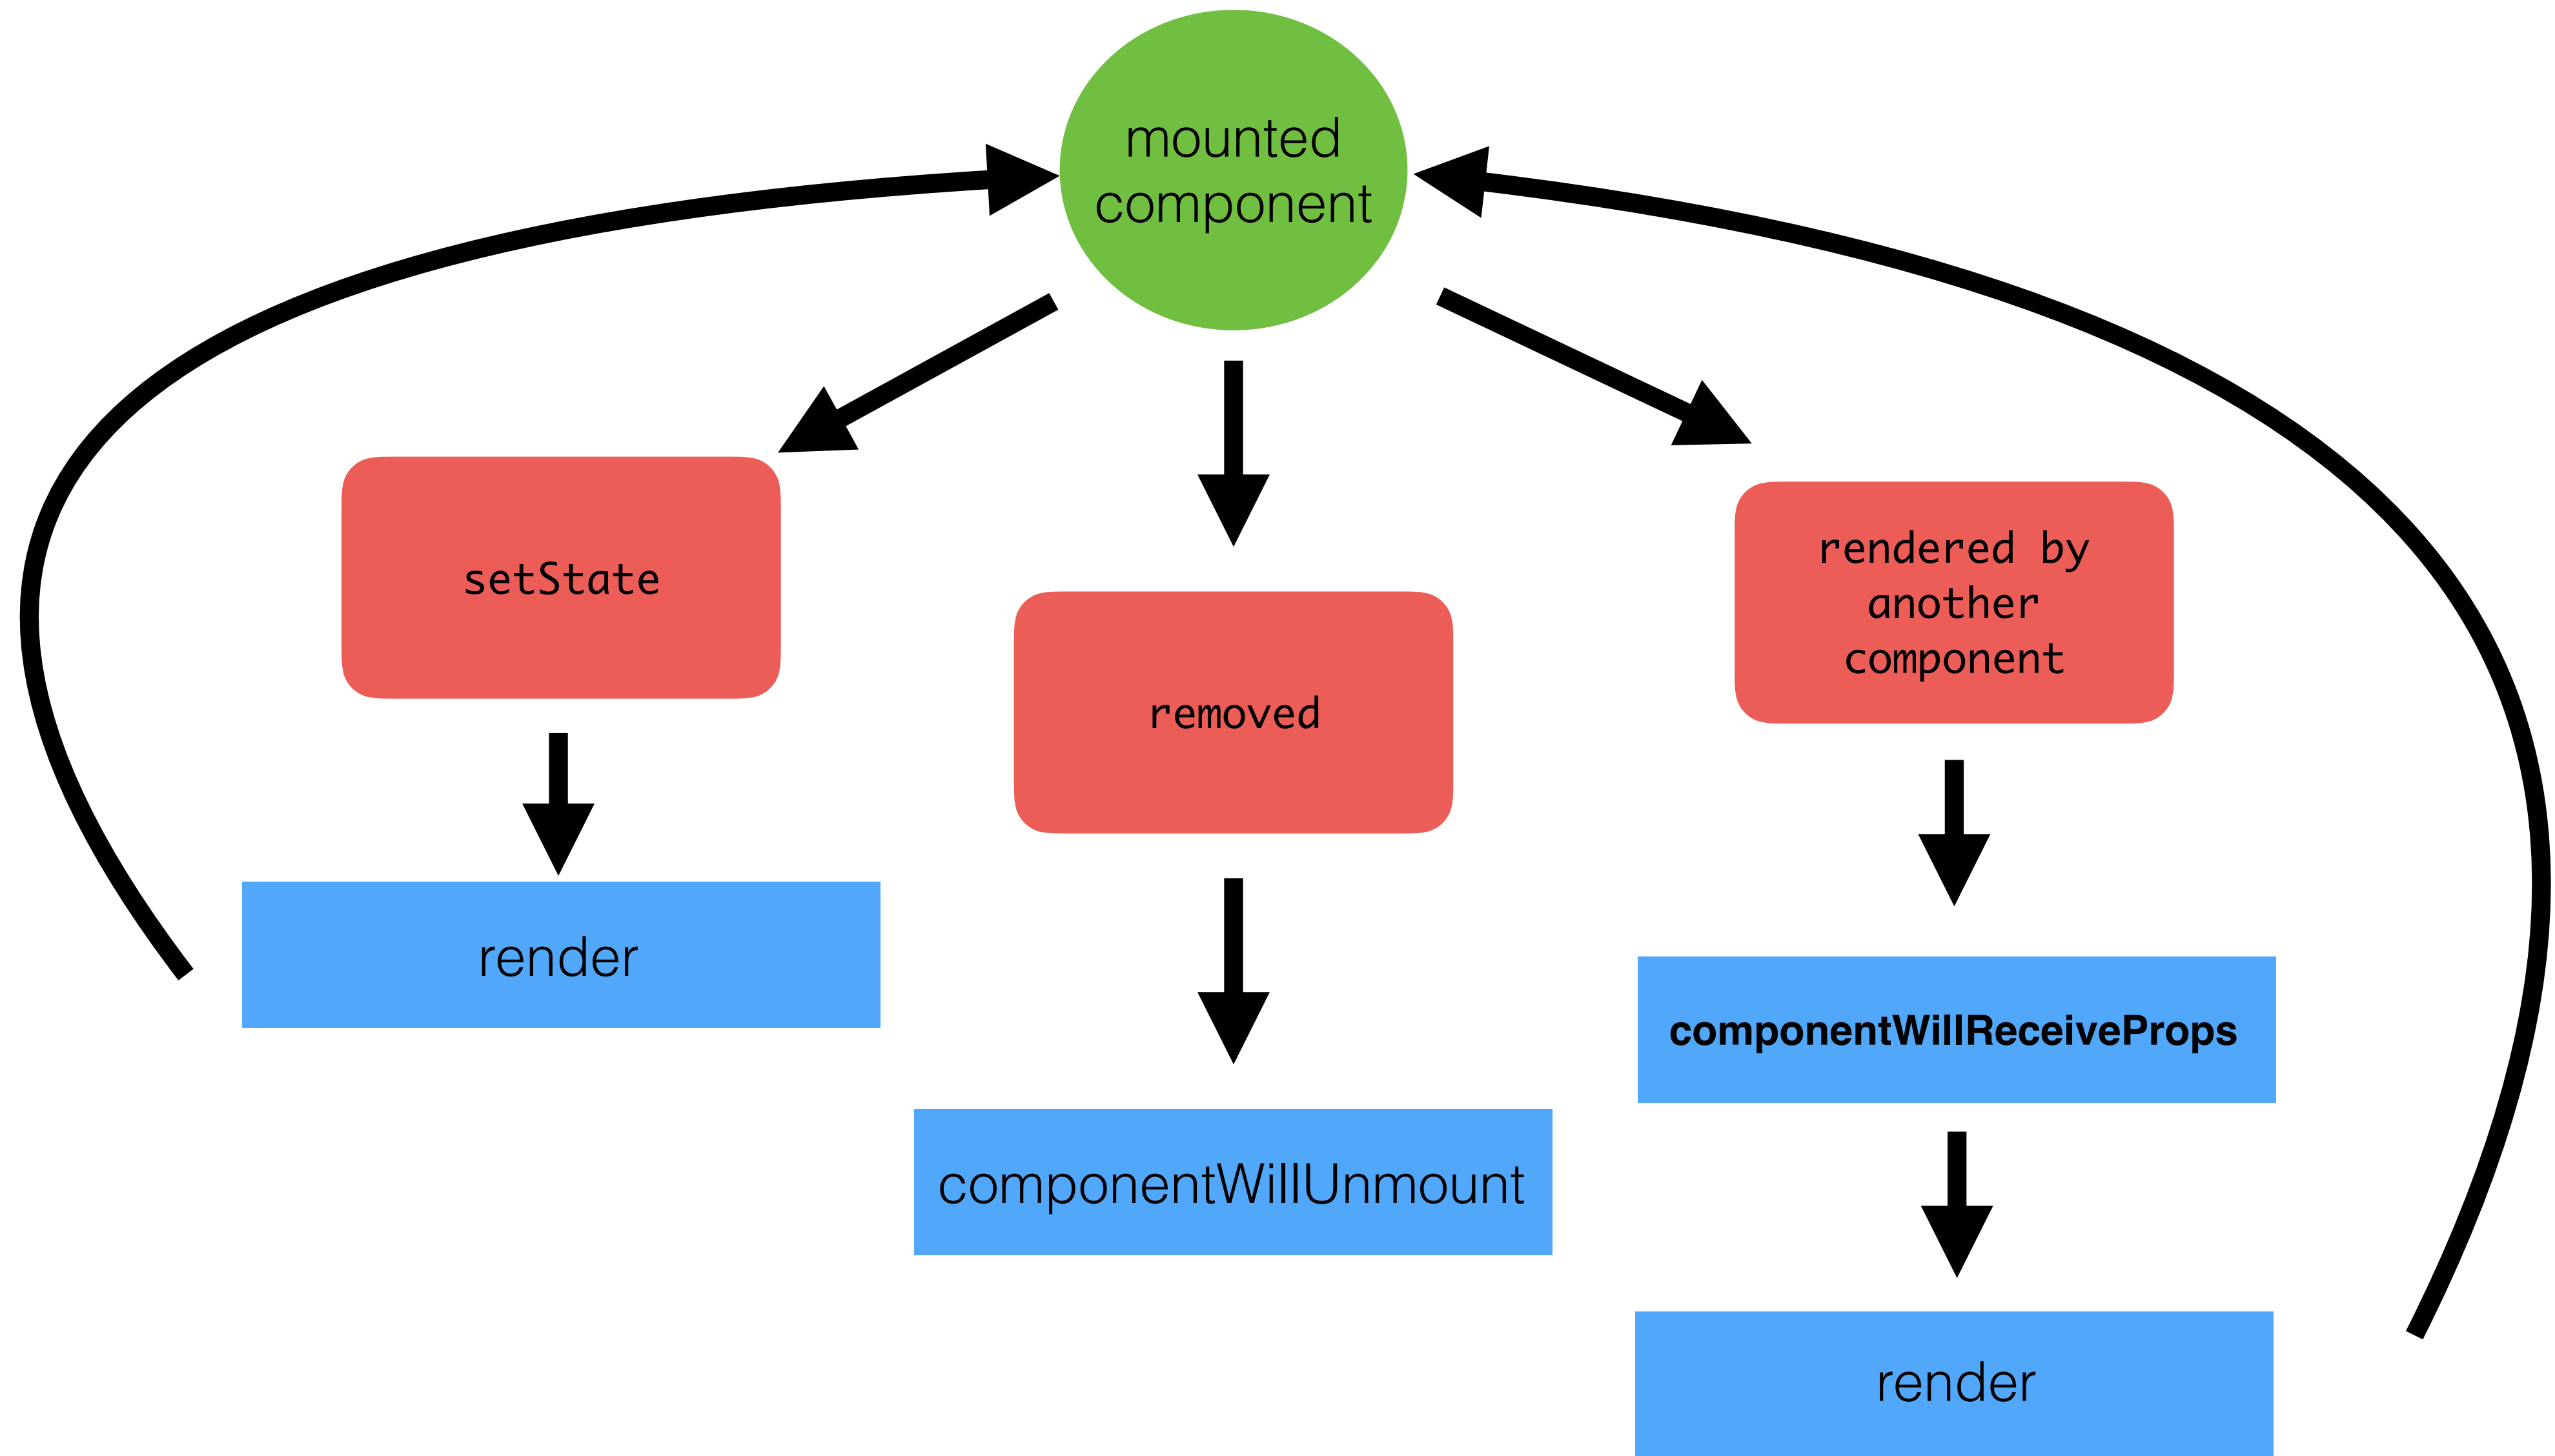 mounted
component
setState
render
removed
componentWillUnmount
rendered by
another
component
componentWillReceiveProps
render